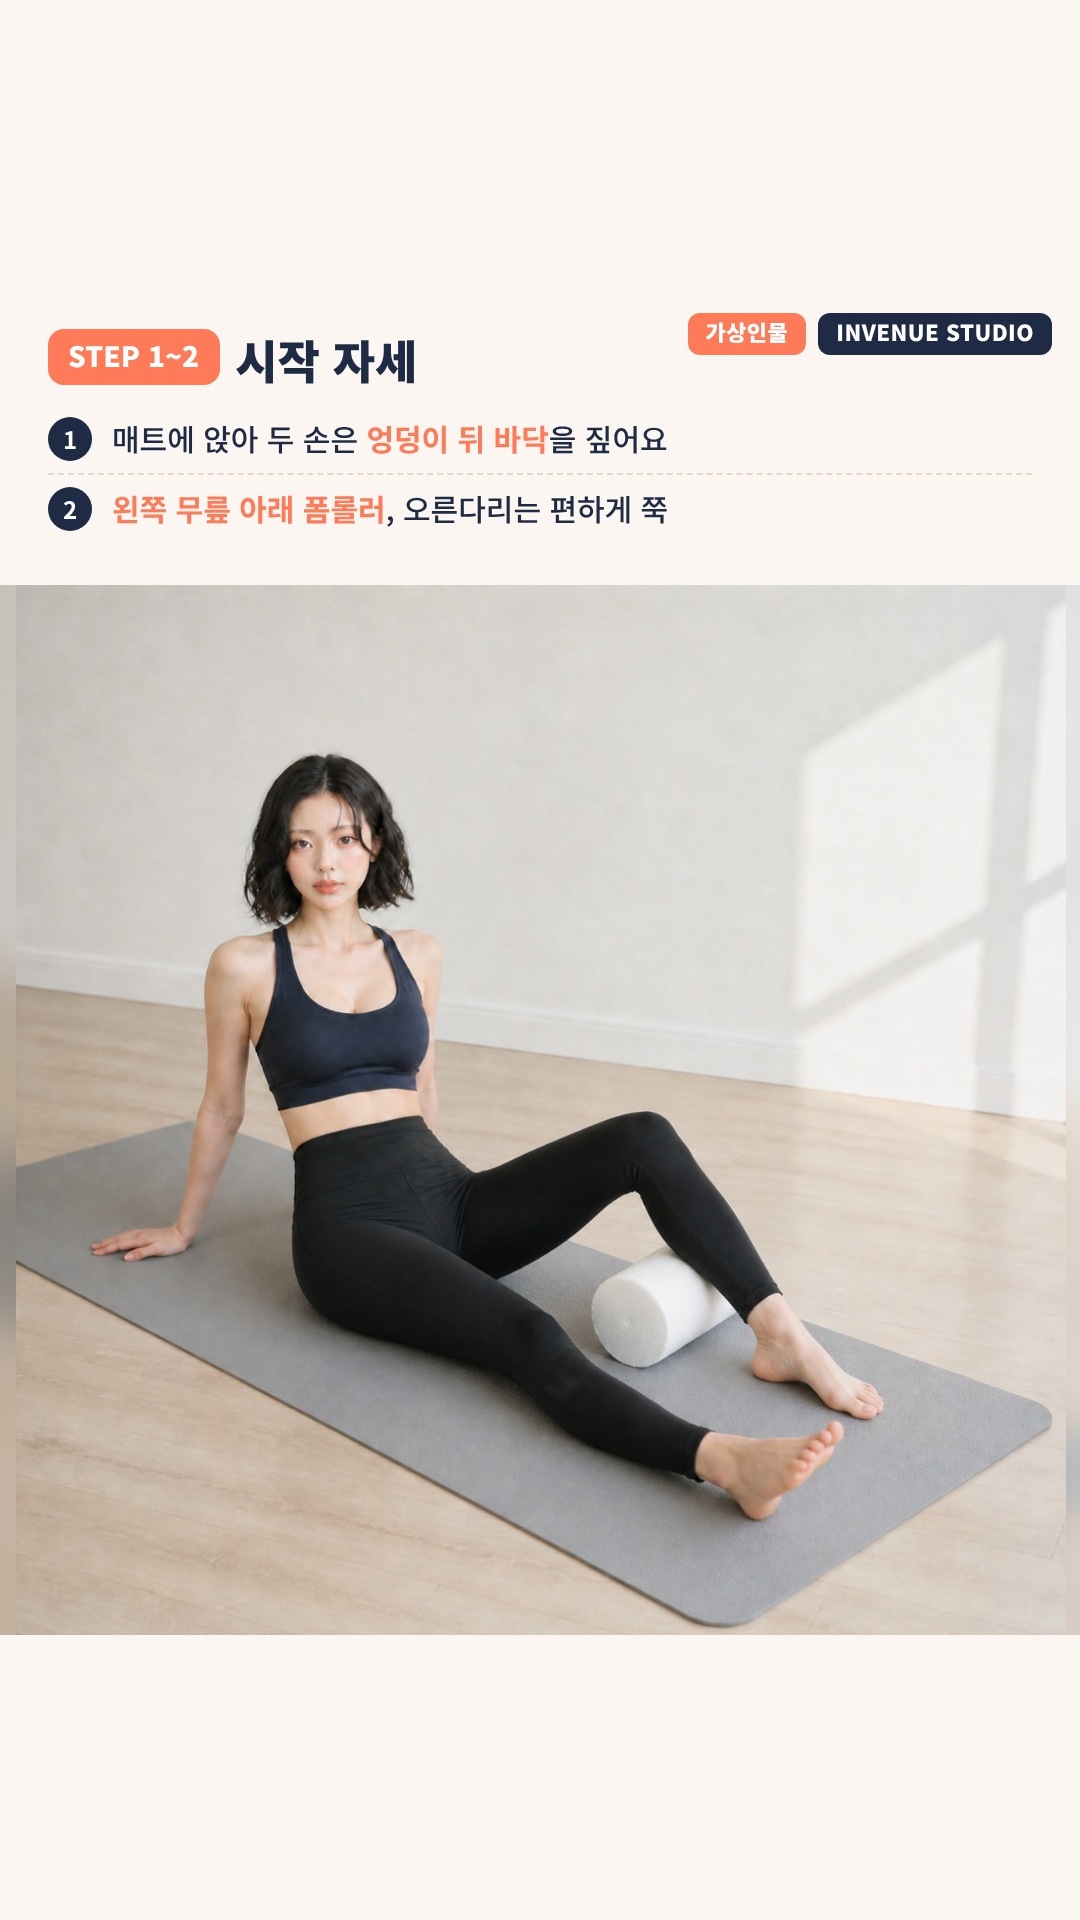 가상인물 INVENUE STUDIO
STEP 1~2 시작 자세
1 매트에 앉아 두 손은 엉덩이 뒤 바닥을 짚어요
2 왼쪽 무릎 아래 폼롤러, 오른다리는 편하게 쭉